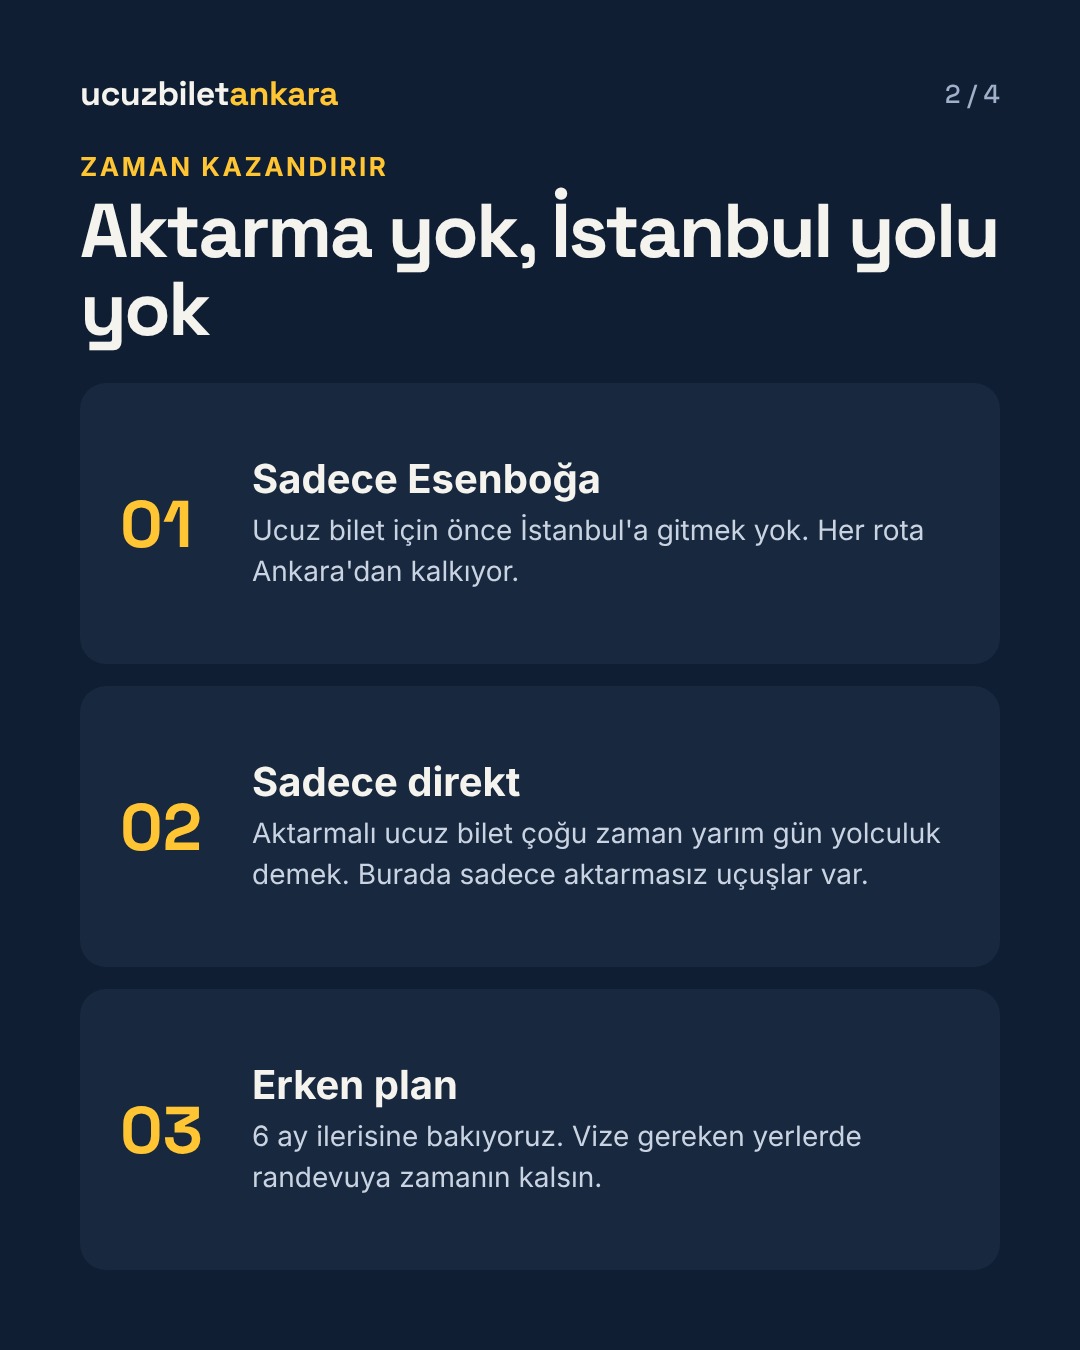 ucuzbiletankara
2 / 4
ZAMAN KAZANDIRIR
Aktarma yok, İstanbul yolu
yok
01
Sadece Esenboğa
Ucuz bilet için önce İstanbul'a gitmek yok. Her rota
Ankara'dan kalkıyor.
02
Sadece direkt
Aktarmalı ucuz bilet çoğu zaman yarım gün yolculuk
demek. Burada sadece aktarmasız uçuşlar var.
03
Erken plan
6 ay ilerisine bakıyoruz. Vize gereken yerlerde
randevuya zamanın kalsın.